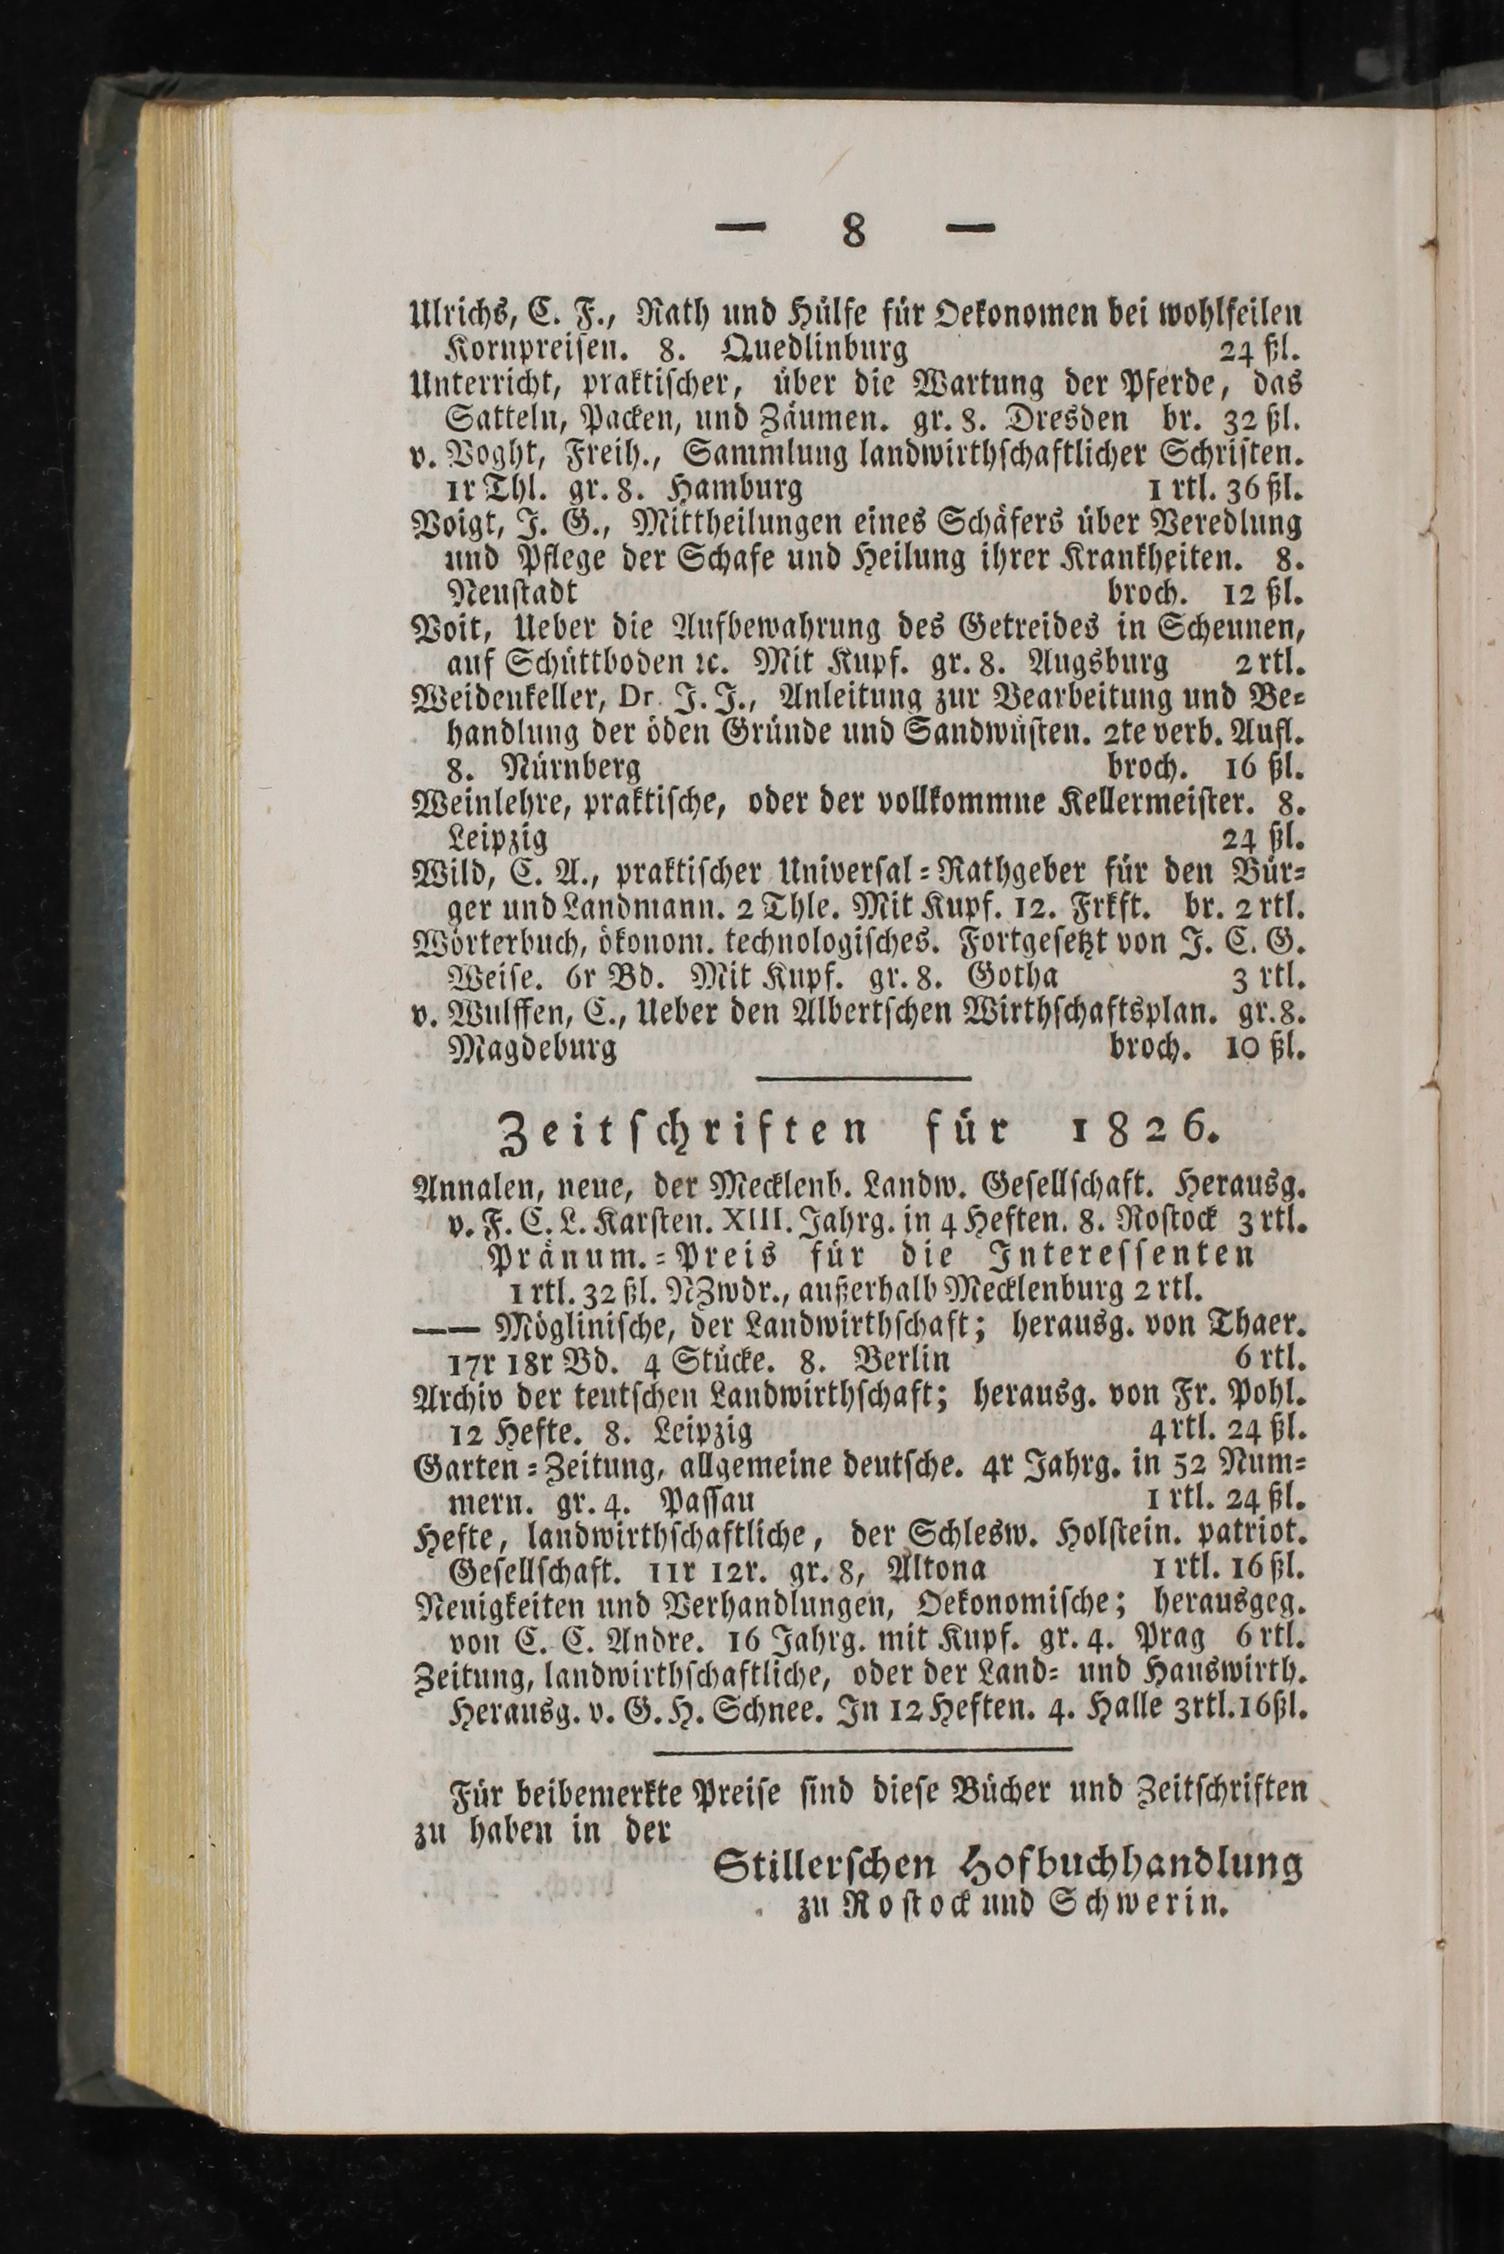 — 8 —
Ulrichs, C. F., Rath und Hülfe für Oekonomen bei wohlfeilen
Kornpreisen. 8. Quedlinburg 24 ßl.
Unterricht, praktischer, über die Wartung der Pferde, das
Satteln, Packen, und Zäumen. gr. 8. Dresden br. 32 ßl.
v. Voght, Freih., Sammlung landwirthschaftlicher Schriften.
1r Thl. gr. 8. Hamburg 1 rtl. 36 ßl.
Voigt, J. G., Mittheilungen eines Schäfers über Veredlung
und Pflege der Schafe und Heilung ihrer Krankheiten. 8.
Neustadt broch. 12 ßl.
Voit, Ueber die Aufbewahrung des Getreides in Scheunen,
auf Schüttboden ꝛc. Mit Kupf. gr. 8. Augsburg 2 rtl.
Weidenkeller, Dr. J. J., Anleitung zur Bearbeitung und Be-
handlung der öden Gründe und Sandwüsten. 2te verb. Aufl.
8. Nürnberg broch. 16 ßl.
Weinlehre, praktische, oder der vollkommne Kellermeister. 8.
Leipzig 24 ßl.
Wild, C. A., praktischer Universal-Rathgeber für den Bür-
ger und Landmann. 2 Thle. Mit Kupf. 12. Frkft. br. 2 rtl.
Wörterbuch, ökonom. technologisches. Fortgesetzt von J. C. G.
Weise. 6r Bd. Mit Kupf. gr. 8. Gotha 3 rtl.
v. Wulffen, C., Ueber den Albertschen Wirthschaftsplan. gr. 8.
Magdeburg broch. 10 ßl.
Zeitschriften für 1826.
Annalen, neue, der Mecklenb. Landw. Gesellschaft. Herausg.
v. F. C. L. Karsten. XIII. Jahrg. in 4 Heften. 8. Rostock 3 rtl.
Pränum.-Preis für die Interessenten
1 rtl. 32 ßl. NZwdr., außerhalb Mecklenburg 2 rtl.
—— Möglinische, der Landwirthschaft; herausg. von Thaer.
17r 18r Bd. 4 Stücke. 8. Berlin 6 rtl.
Archiv der teutschen Landwirthschaft; herausg. von Fr. Pohl.
12 Hefte. 8. Leipzig 4 rtl. 24 ßl.
Garten-Zeitung, allgemeine deutsche. 4r Jahrg. in 52 Num-
mern. gr. 4. Passau 1 rtl. 24 ßl.
Hefte, landwirthschaftliche, der Schlesw. Holstein. patriot.
Gesellschaft. 11r 12r. gr. 8, Altona 1 rtl. 16 ßl.
Neuigkeiten und Verhandlungen, Oekonomische; herausgeg.
von C. C. Andre. 16 Jahrg. mit Kupf. gr. 4. Prag 6 rtl.
Zeitung, landwirthschaftliche, oder der Land- und Hauswirth.
Herausg. v. G. H. Schnee. In 12 Heften. 4. Halle 3 rtl. 16 ßl.
Für beibemerkte Preise sind diese Bücher und Zeitschriften
zu haben in der
Stillerschen Hofbuchhandlung
zu Rostock und Schwerin.